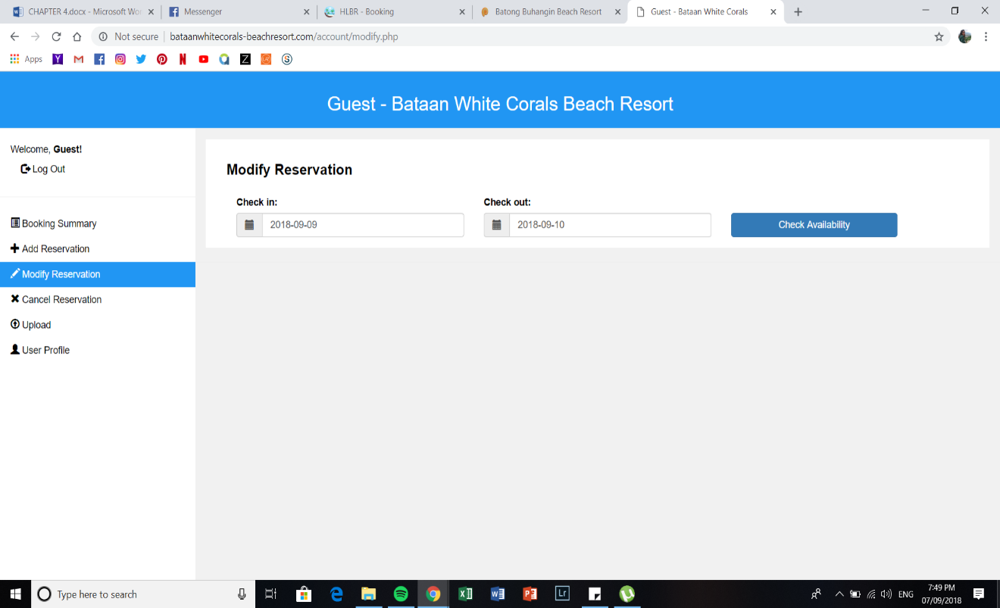 CHAPTER 4.docx - Microsoft Wor
Messenger
HLBR - Booking
Batong Buhangin Beach Resort
Guest - Bataan White Corals
Not secure
bataanwhitecorals-beachresort.com/account/modify.php
Apps
Guest - Bataan White Corals Beach Resort
Welcome, Guest!
Log Out
Booking Summary
Add Reservation
Modify Reservation
Cancel Reservation
Upload
User Profile
Modify Reservation
Check in:
Check out:
2018-09-09
2018-09-10
Check Availability
Type here to search
Lr
ENG
7:49 PM
07/09/2018